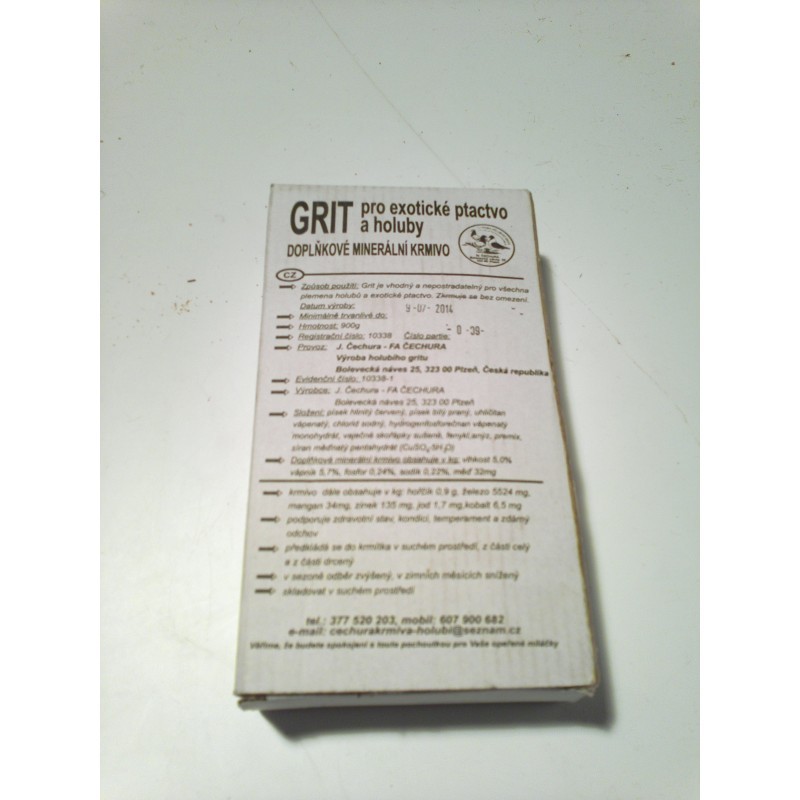 GRIT pro exotické ptactvo
a holuby
DOPLŇKOVÉ MINERÁLNÍ KRMIVO
CZ
Způsob použití: Grit je vhodný a nepostradatelný pro všechna
plemena holubů a exotické ptactvo. Zkrmuje se bez omezení.
Datum výroby: 9-07-2014
Minimálně trvanlivé do:
Hmotnost: 900g
Registrační číslo: 10338 Číslo partie: - 0 -39-
Provoz: J. Čechura - FA ČECHURA
Výroba holubího gritu
Bolevecká náves 25, 323 00 Plzeň, Česká republika
Evidenční číslo: 10338-1
Výrobce: J. Čechura - FA ČECHURA
Bolevecká náves 25, 323 00 Plzeň
Složení: písek hlinitý červený, písek bílý praný, uhličitan
vápenatý, chlorid sodný, hydrogenfosforečnan vápenatý
monohydrát, vaječné skořápky sušené, fenykl, anýz, premix,
síran měďnatý pentahydrát (CuSO₄·5H₂O)
Doplňkové minerální krmivo obsahuje v kg: vlhkost 5,0%
vápník 5,7%, fosfor 0,24%, sodík 0,22%, měď 32mg
krmivo dále obsahuje v kg: hořčík 0,9 g, železo 5524 mg,
mangan 34mg, zinek 135 mg, jod 1,7 mg, kobalt 6,5 mg
podporuje zdravotní stav, kondici, temperament a zdárný
odchov
předkládá se do krmítka v suchém prostředí, z části celý
a z části drcený
v sezoně odběr zvýšený, v zimních měsících snížený
skladovat v suchém prostředí
tel.: 377 520 203, mobil: 607 900 682
e-mail: cechurakrmiva-holubi@seznam.cz
Věříme, že budete spokojeni s touto pochoutkou pro Vaše opeřené miláčky